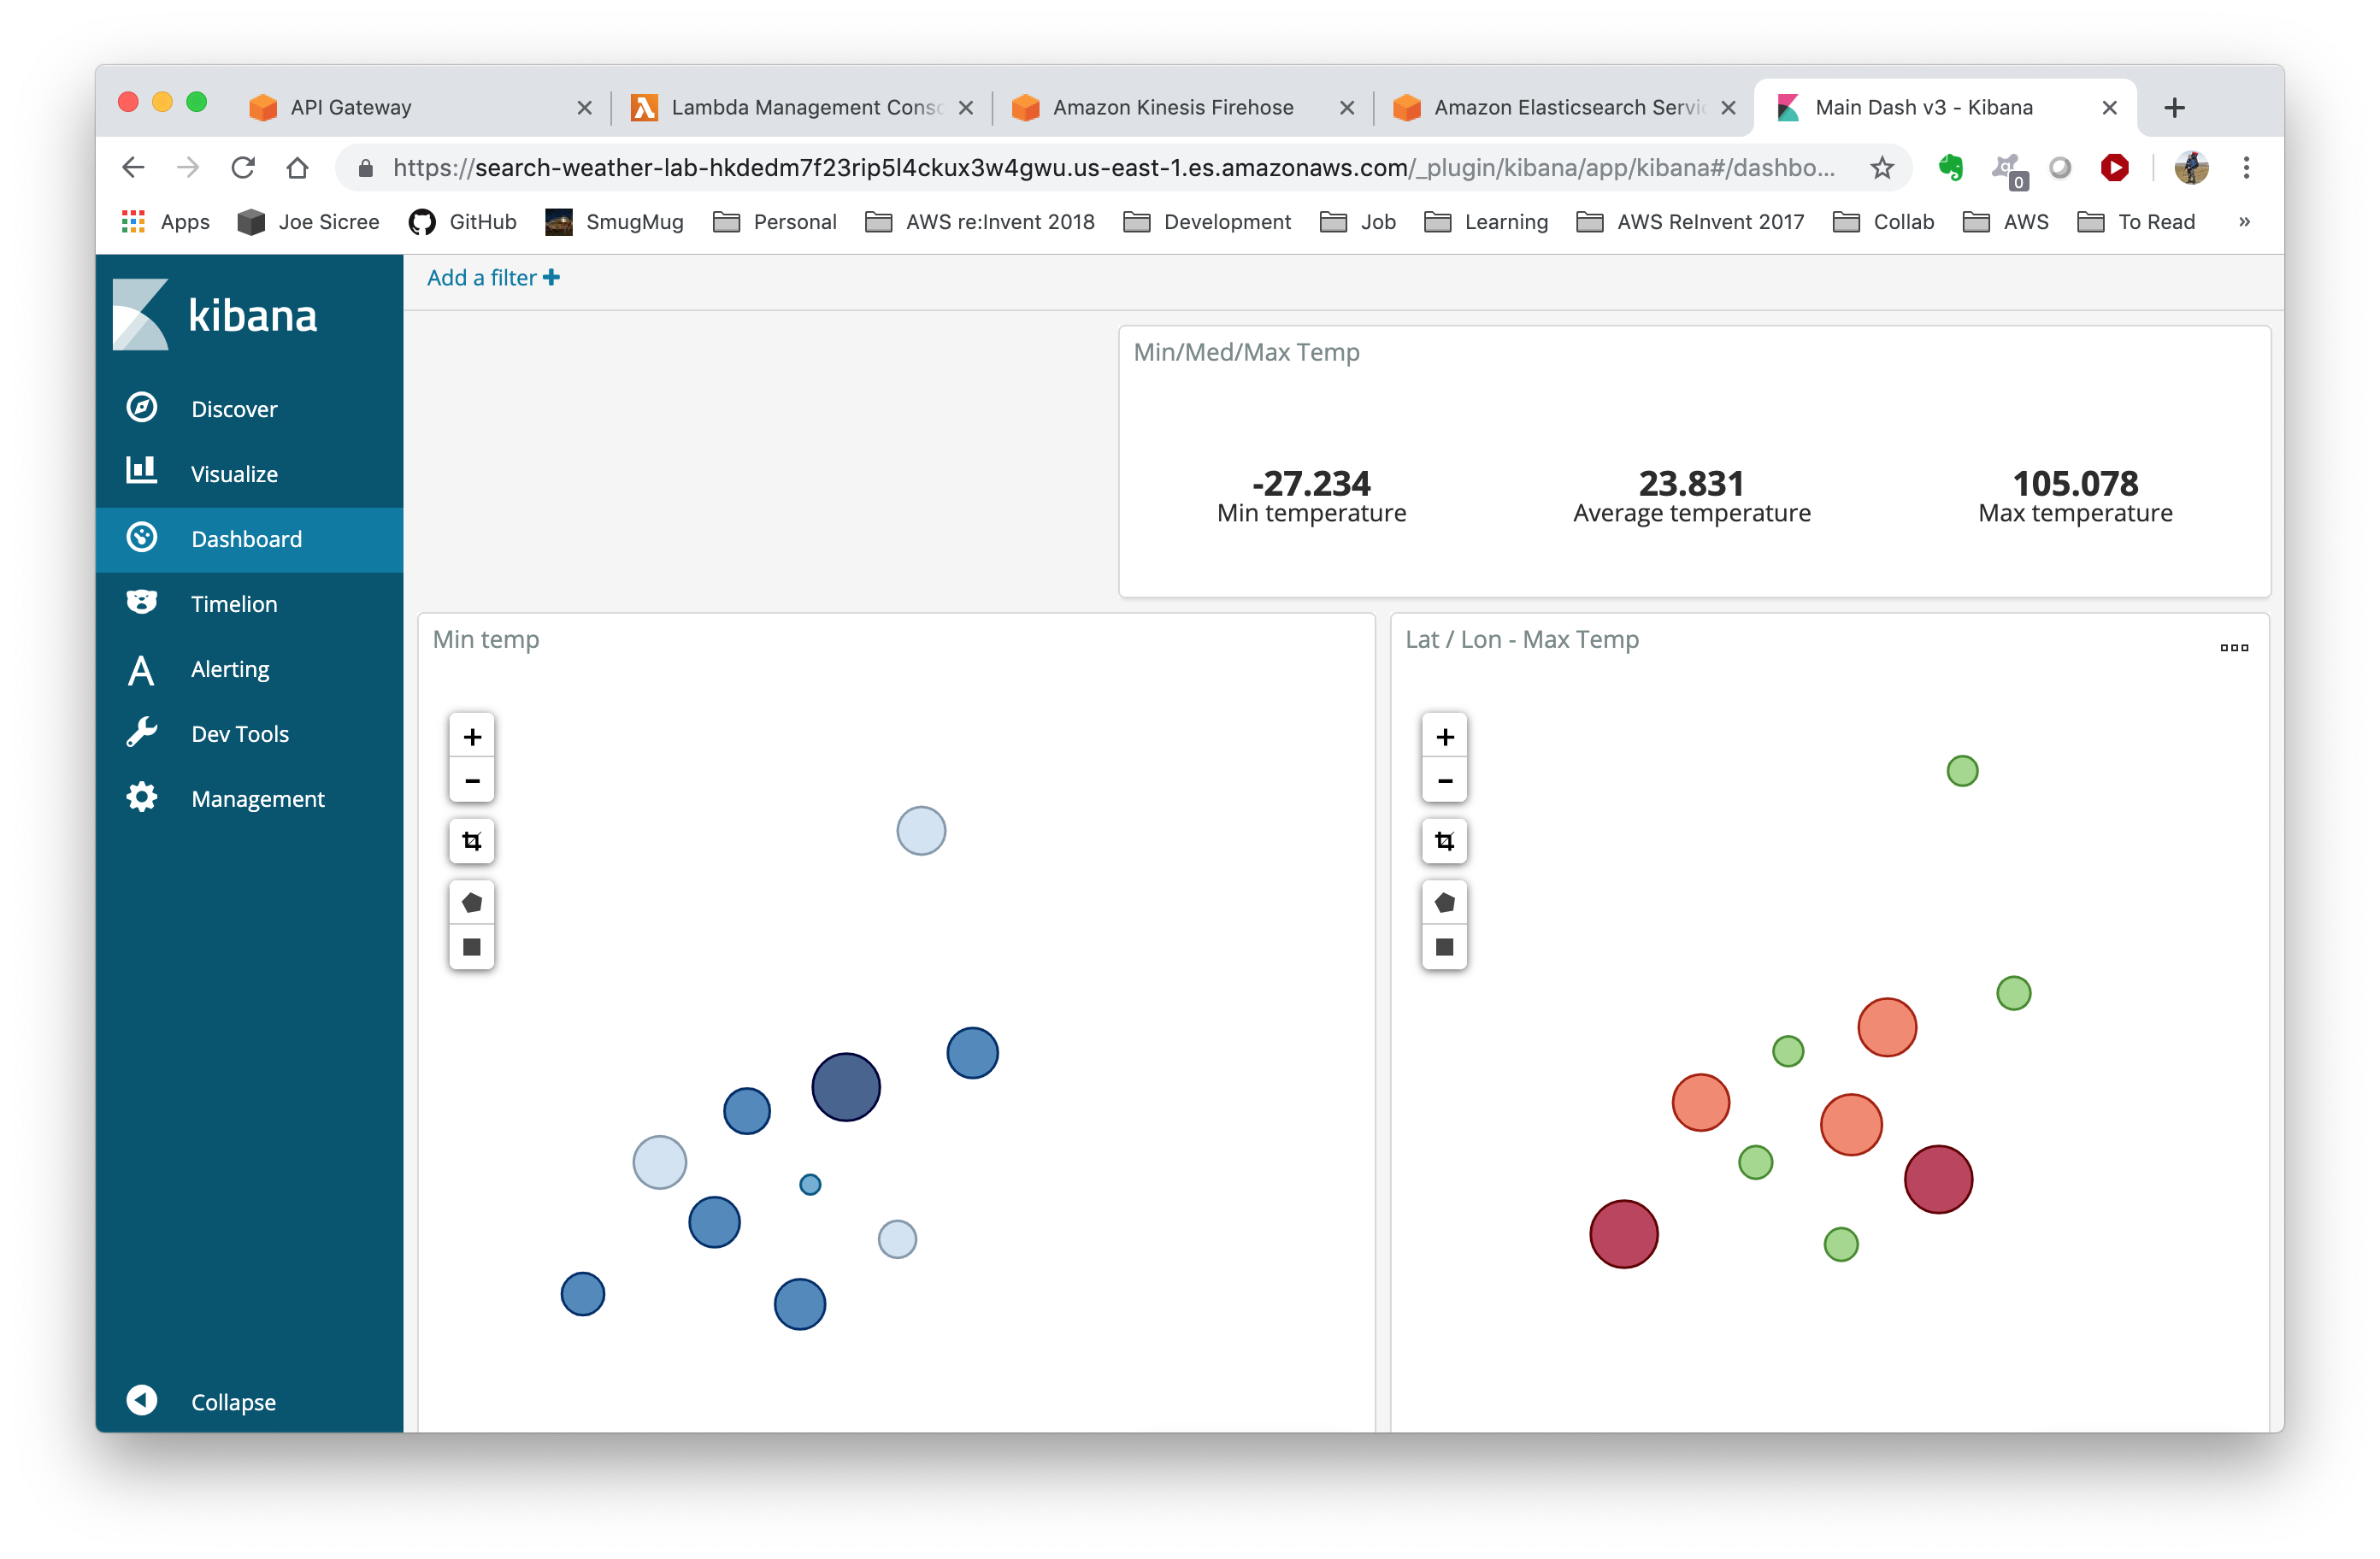 API Gateway
Lambda Management Consc
Amazon Kinesis Firehose
Amazon Elasticsearch Servic
Main Dash v3 - Kibana
https://search-weather-lab-hkdedm7f23rip5l4ckux3w4gwu.us-east-1.es.amazonaws.com/_plugin/kibana/app/kibana#/dashbo...
0
Apps Joe Sicree GitHub SmugMug Personal AWS re:Invent 2018 Development Job Learning AWS ReInvent 2017 Collab AWS To Read »
kibana
Discover
Visualize
Dashboard
Timelion
Alerting
Dev Tools
Management
Collapse
Add a filter +
Min/Med/Max Temp
-27.234 23.831 105.078
Min temperature Average temperature Max temperature
Min temp
+
−
Lat / Lon - Max Temp
+
−